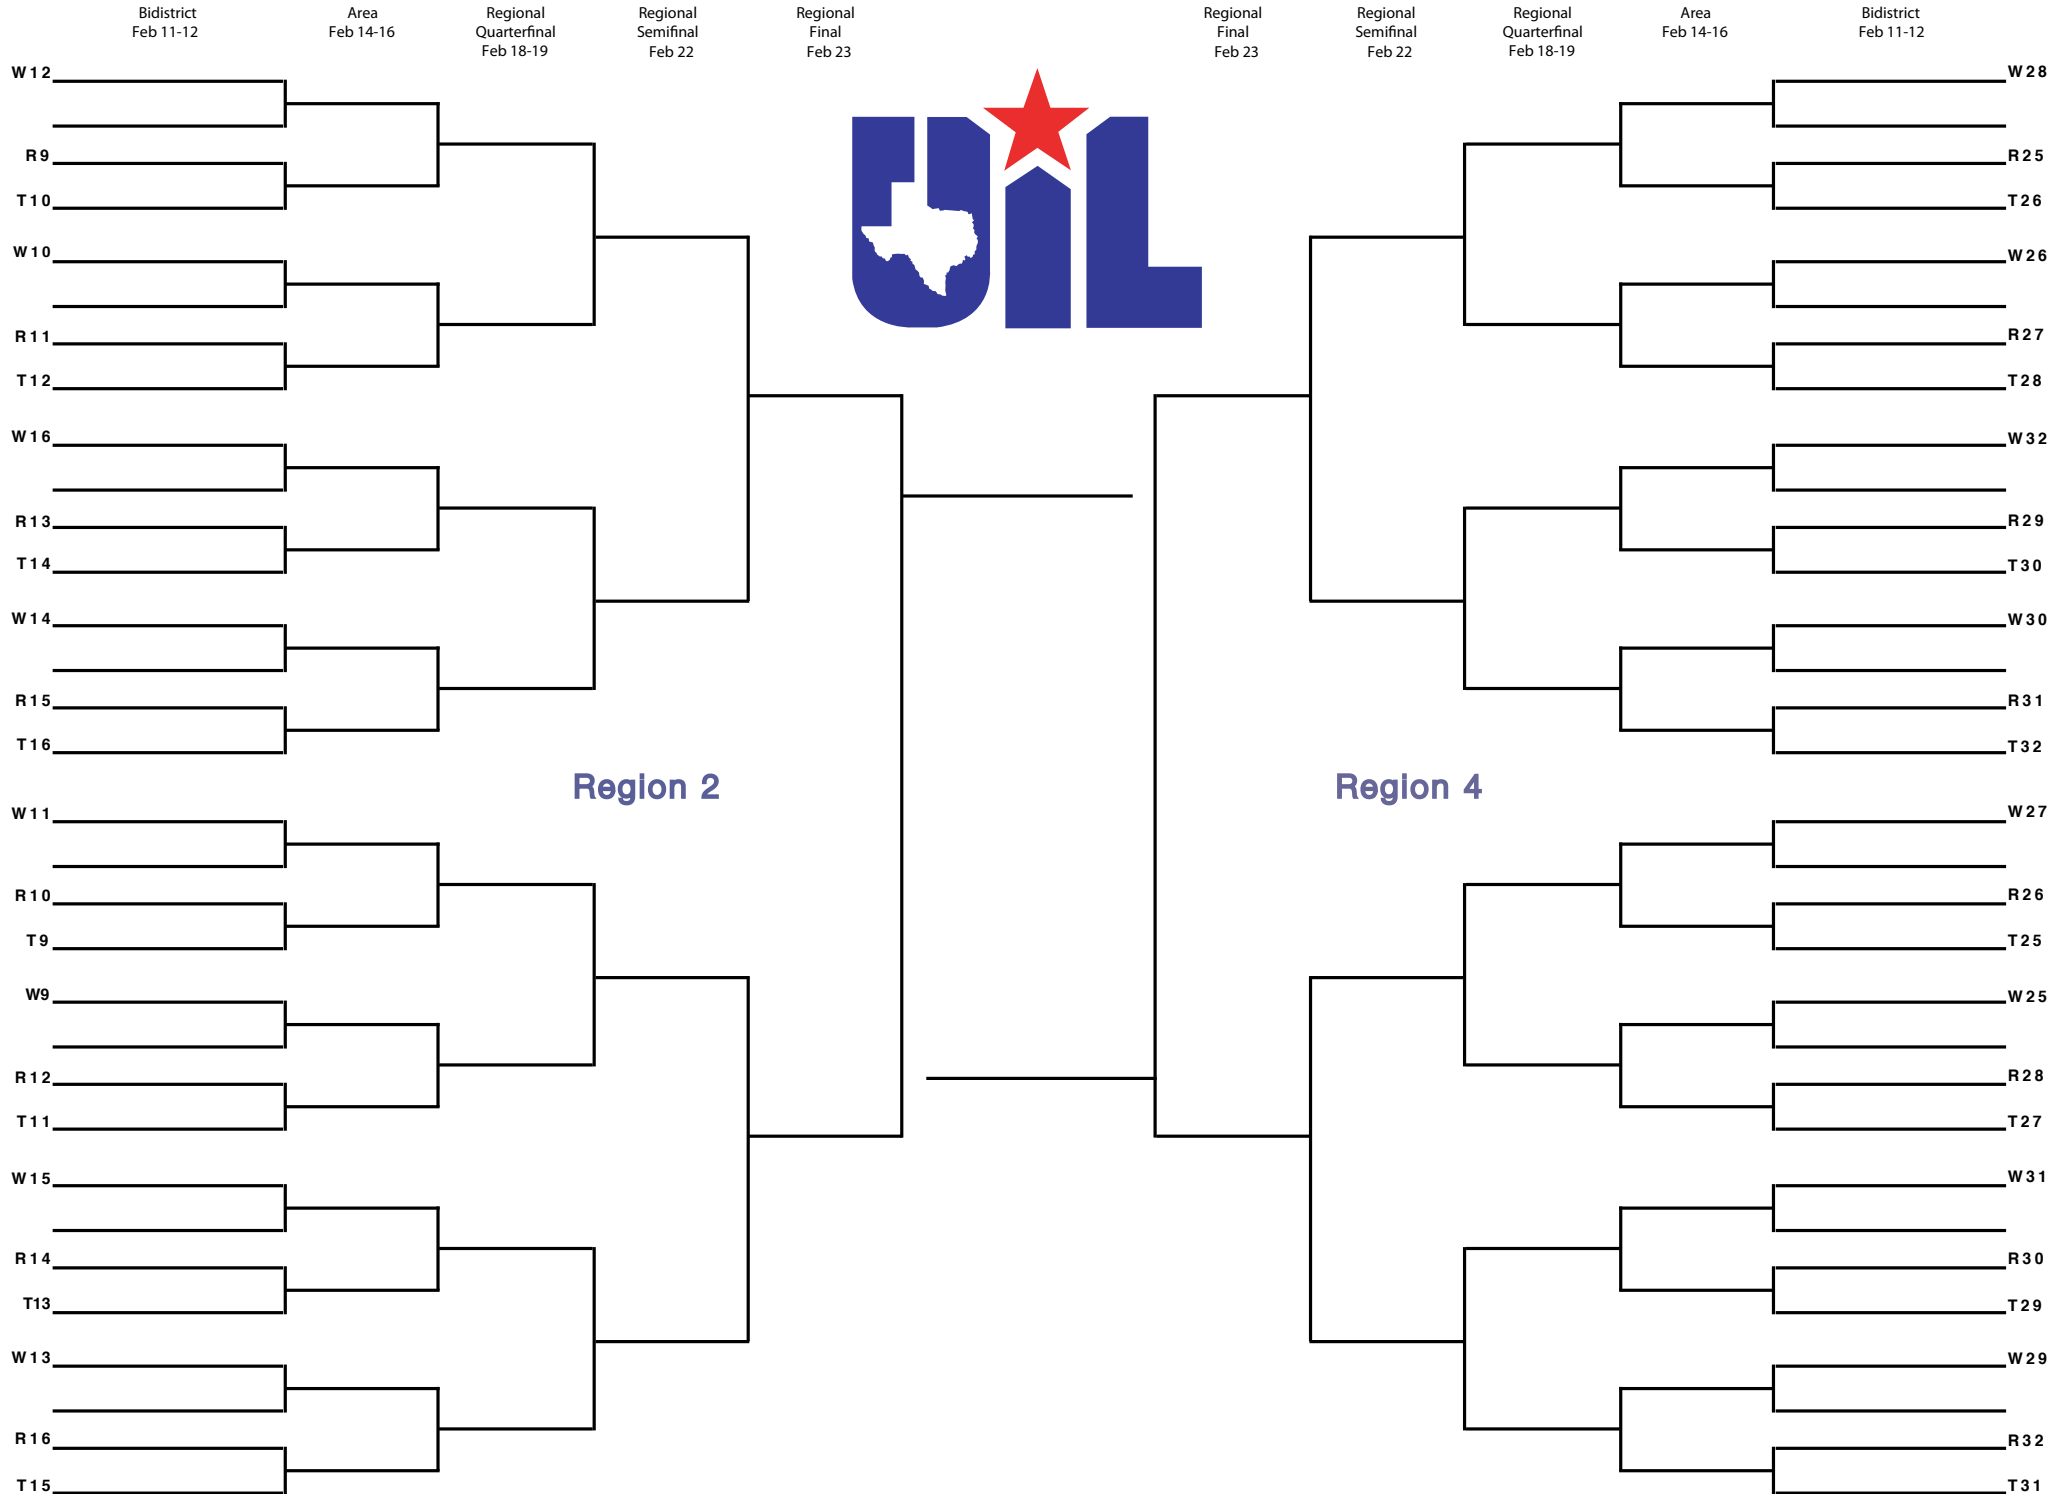 Bidistrict
Feb 11-12
Area
Feb 14-16
Regional
Quarterfinal
Feb 18-19
Regional
Semifinal
Feb 22
Regional
Final
Feb 23
Regional
Final
Feb 23
Regional
Semifinal
Feb 22
Regional
Quarterfinal
Feb 18-19
Area
Feb 14-16
Bidistrict
Feb 11-12
UIL
W12
R9
T10
W10
R11
T12
W16
R13
T14
W14
R15
T16
Region 2
W11
R10
T9
W9
R12
T11
W15
R14
T13
W13
R16
T15
W28
R25
T26
W26
R27
T28
W32
R29
T30
W30
R31
T32
Region 4
W27
R26
T25
W25
R28
T27
W31
R30
T29
W29
R32
T31